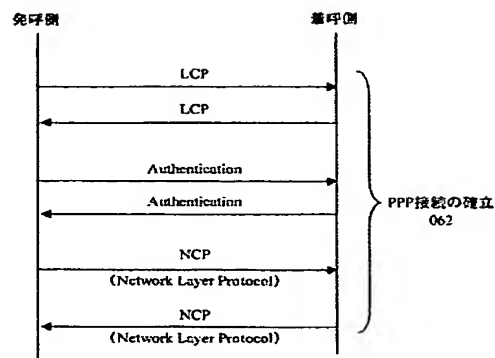 発呼側
着呼側
LCP
LCP
Authentication
Authentication
NCP
(Network Layer Protocol)
NCP
(Network Layer Protocol)
PPP接続の確立
062